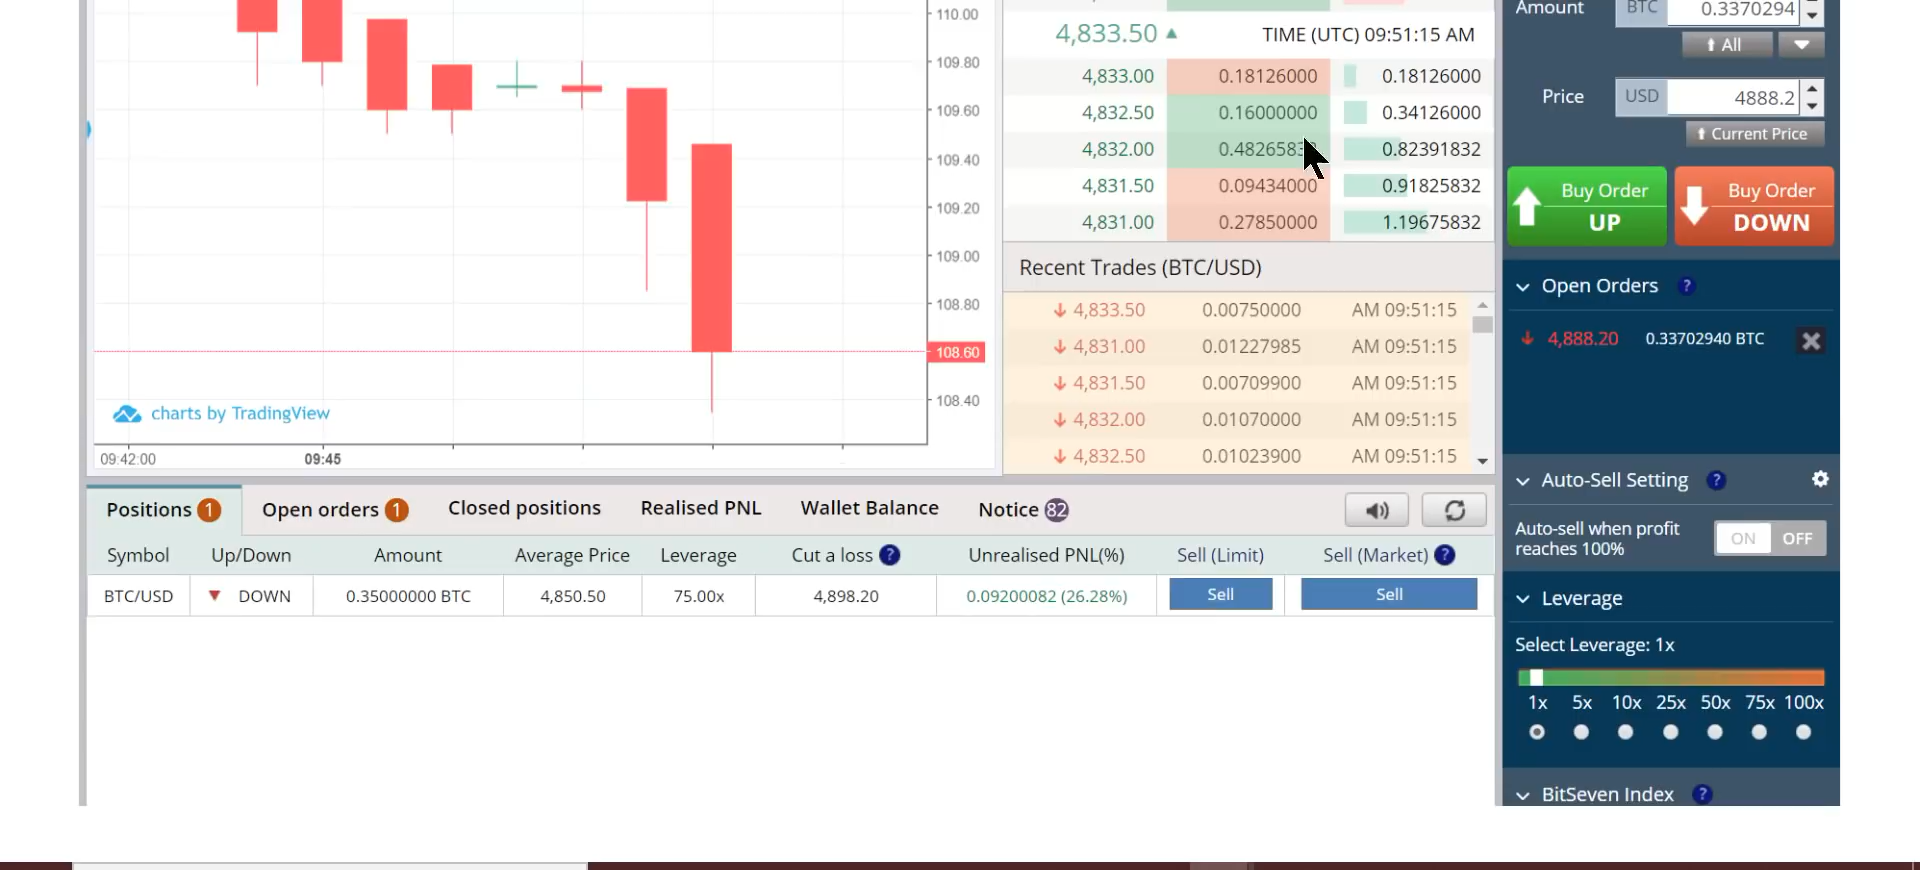 110.00
109.80
109.60
109.40
109.20
109.00
108.80
108.60
108.40
charts by TradingView
09:42:00 09:45
4,833.50 TIME (UTC) 09:51:15 AM
4,833.00 0.18126000 0.18126000
4,832.50 0.16000000 0.34126000
4,832.00 0.4826583 0.82391832
4,831.50 0.09434000 0.91825832
4,831.00 0.27850000 1.19675832
Recent Trades (BTC/USD)
4,833.50 0.00750000 AM 09:51:15
4,831.00 0.01227985 AM 09:51:15
4,831.50 0.00709900 AM 09:51:15
4,832.00 0.01070000 AM 09:51:15
4,832.50 0.01023900 AM 09:51:15
Amount BTC 0.3370294
All
Price USD 4888.2
Current Price
Buy Order UP
Buy Order DOWN
Open Orders ?
4,888.20 0.33702940 BTC
Auto-Sell Setting ?
Auto-sell when profit
reaches 100%
ON OFF
Leverage
Select Leverage: 1x
1x 5x 10x 25x 50x 75x 100x
BitSeven Index ?
Positions 1 Open orders 1 Closed positions Realised PNL Wallet Balance Notice 82
Symbol Up/Down Amount Average Price Leverage Cut a loss ? Unrealised PNL(%) Sell (Limit) Sell (Market) ?
BTC/USD DOWN 0.35000000 BTC 4,850.50 75.00x 4,898.20 0.09200082 (26.28%) Sell Sell